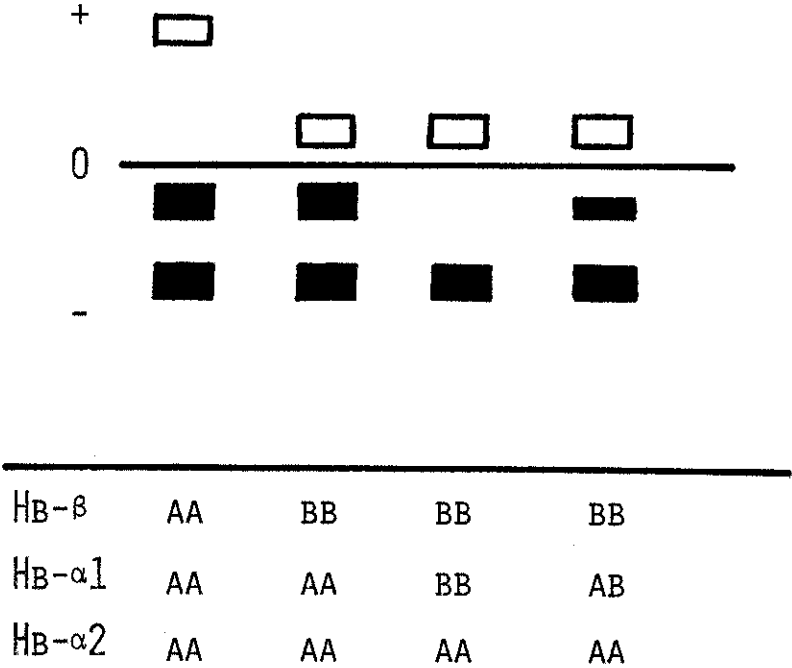 +
0
-
HB-β AA BB BB BB
HB-α1 AA AA BB AB
HB-α2 AA AA AA AA